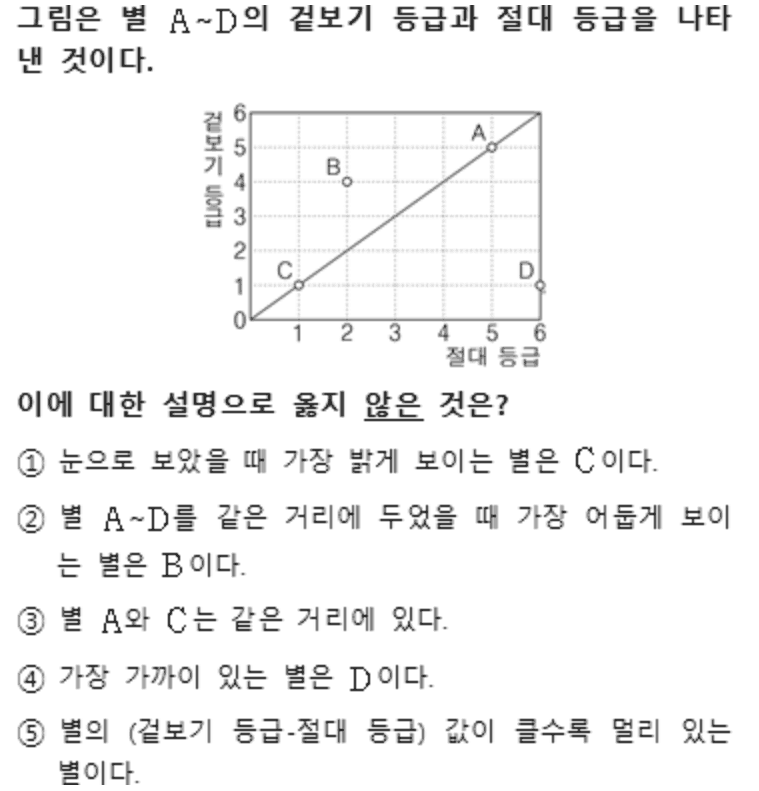 그림은 별 A~D의 겉보기 등급과 절대 등급을 나타
낸 것이다.
겉보기 등급
6
5
4
3
2
1
0
A
B
C
D
1 2 3 4 5 6
절대 등급
이에 대한 설명으로 옳지 않은 것은?
① 눈으로 보았을 때 가장 밝게 보이는 별은 C이다.
② 별 A~D를 같은 거리에 두었을 때 가장 어둡게 보이
는 별은 B이다.
③ 별 A와 C는 같은 거리에 있다.
④ 가장 가까이 있는 별은 D이다.
⑤ 별의 (겉보기 등급-절대 등급) 값이 클수록 멀리 있는
별이다.